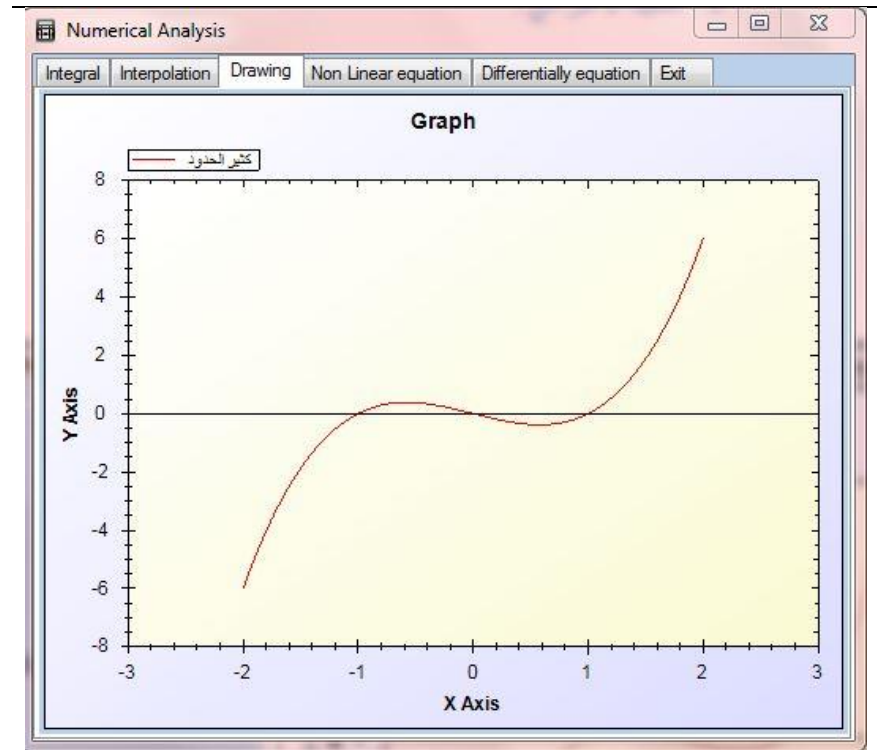 Numerical Analysis
Integral Interpolation Drawing Non Linear equation Differentially equation Exit
Graph
كثير الحدود
8
6
4
2
0
-2
-4
-6
-8
Y Axis
-3 -2 -1 0 1 2 3
X Axis